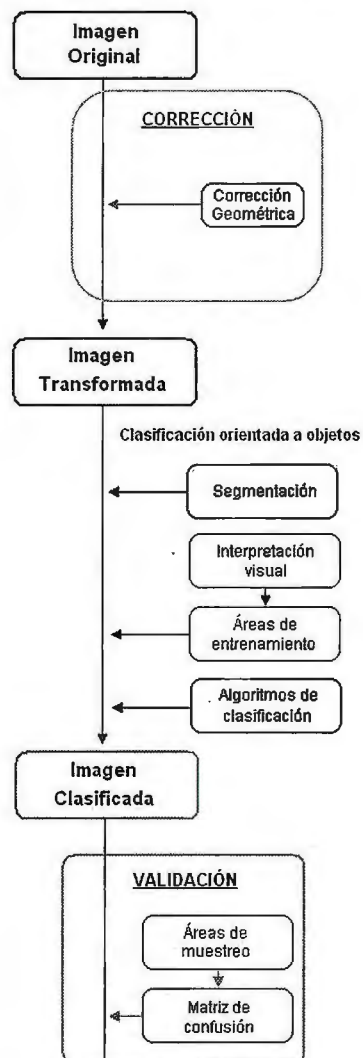 Imagen
Original
CORRECCIÓN
Corrección
Geométrica
Imagen
Transformada
Clasificación orientada a objetos
Segmentación
Interpretación
visual
Áreas de
entrenamiento
Algoritmos de
clasificación
Imagen
Clasificada
VALIDACIÓN
Áreas de
muestreo
Matriz de
confusión